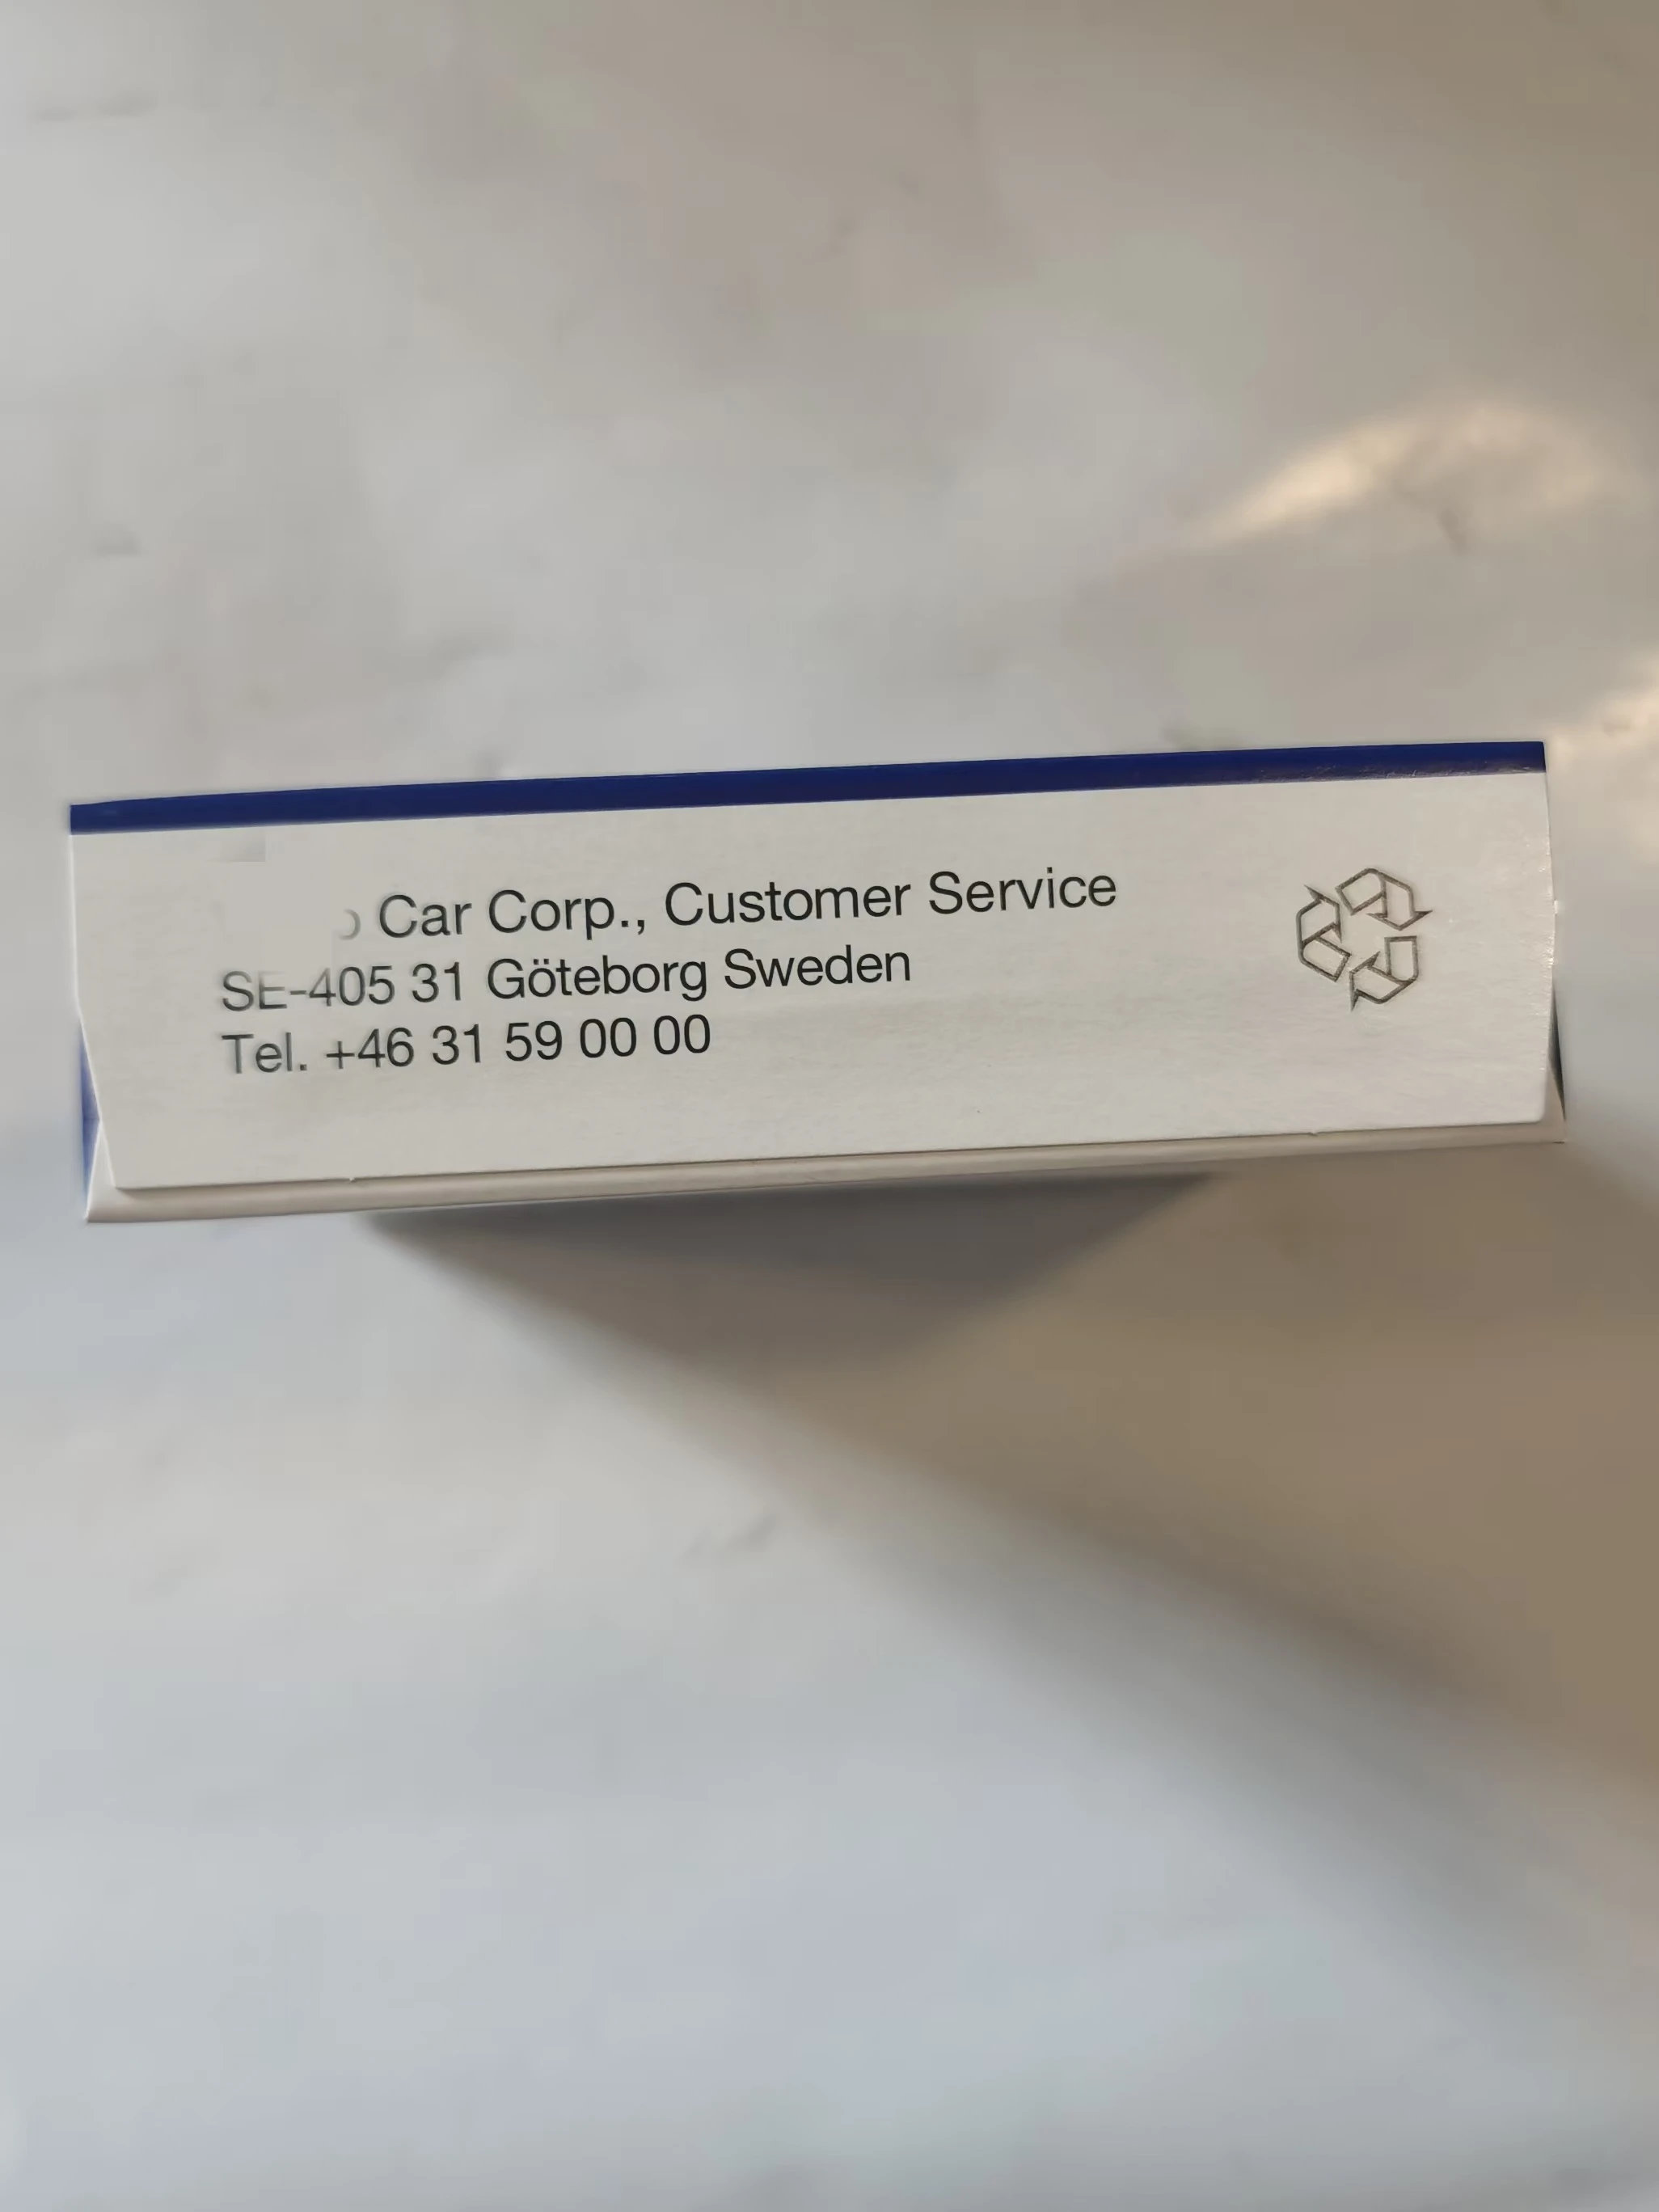 Car Corp., Customer Service
SE-405 31 Göteborg Sweden
Tel. +46 31 59 00 00